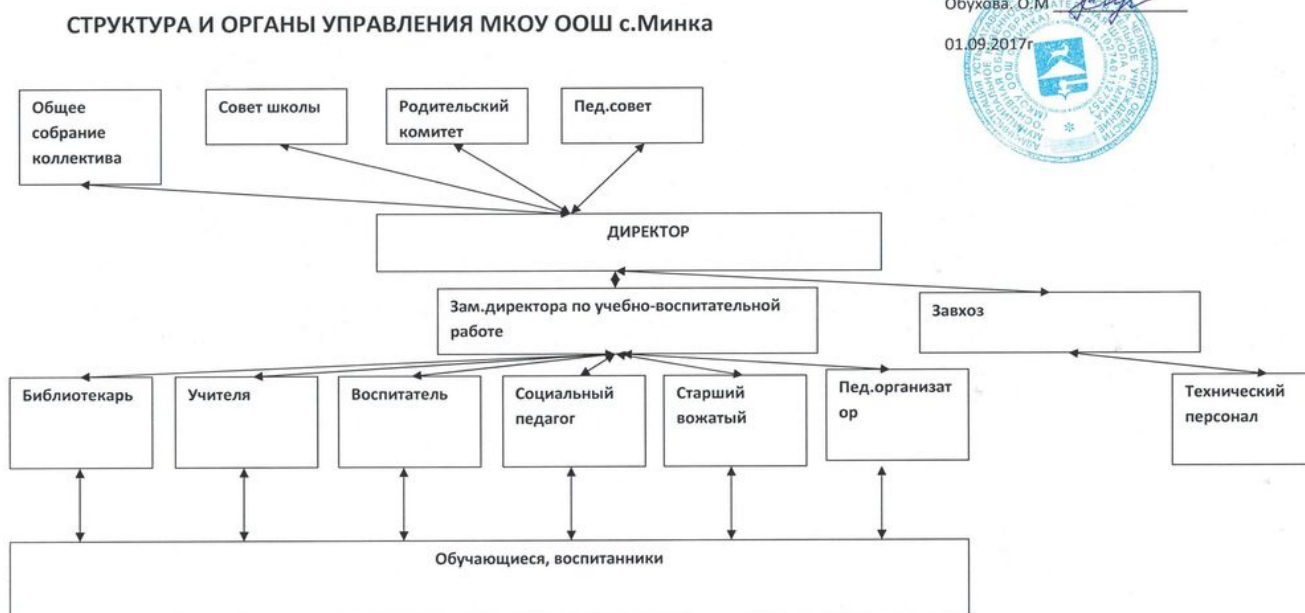 Обухова. О.М
СТРУКТУРА И ОРГАНЫ УПРАВЛЕНИЯ МКОУ ООШ с.Минка
01.09.2017г
Общее
собрание
коллектива
Совет школы
Родительский
комитет
Пед.совет
ДИРЕКТОР
Зам.директора по учебно-воспитательной
работе
Завхоз
Библиотекарь
Учителя
Воспитатель
Социальный
педагог
Старший
вожатый
Пед.организат
ор
Технический
персонал
Обучающиеся, воспитанники